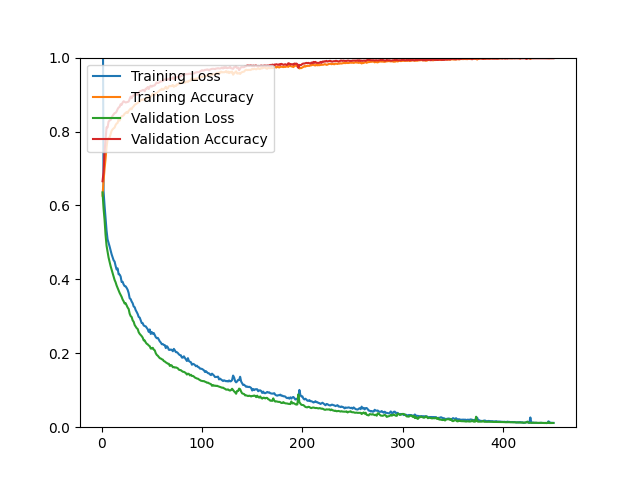 1.0
0.8
0.6
0.4
0.2
0.0
Training Loss
Training Accuracy
Validation Loss
Validation Accuracy
0 100 200 300 400